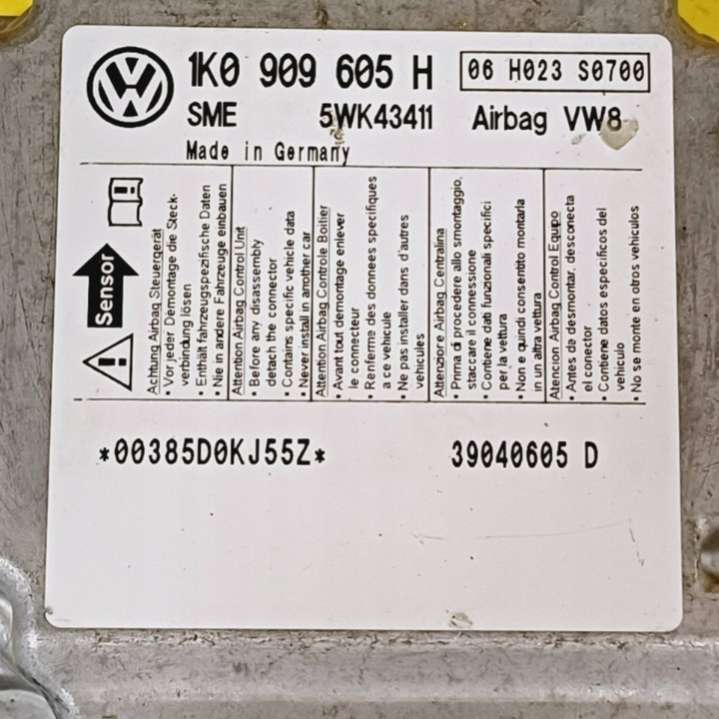 1K0 909 605 H
06 H023 S0700
SME 5WK43411 Airbag VW8
Made in Germany
Sensor
Achtung Airbag Steuergerät
• Vor jeder Demontage die Steck-
verbindung lösen
• Enthält fahrzeugspezifische Daten
• Nie in andere Fahrzeuge einbauen
Attention Airbag Control Unit
• Before any disassembly
detach the connector
• Contains specific vehicle data
• Never install in another car
Attention Airbag Controle Boitier
• Avant tout demontage enlever
le connecteur
• Renferme des donnees specifiques
a ce vehicule
• Ne pas installer dans d'autres
vehicules
Attenzione Airbag Centralina
• Prima di procedere allo smontaggio,
staccare il connessione
• Contiene dati funzionali specifici
per la vettura
• Non e quindi consentito montarla
in un altra vettura
Atencion Airbag Control Equipo
• Antes de desmontar, desconecta
el conector
• Contiene datos especificos del
vehiculo
• No se monte en otros vehiculos
*00385D0KJ55Z*
39040605 D